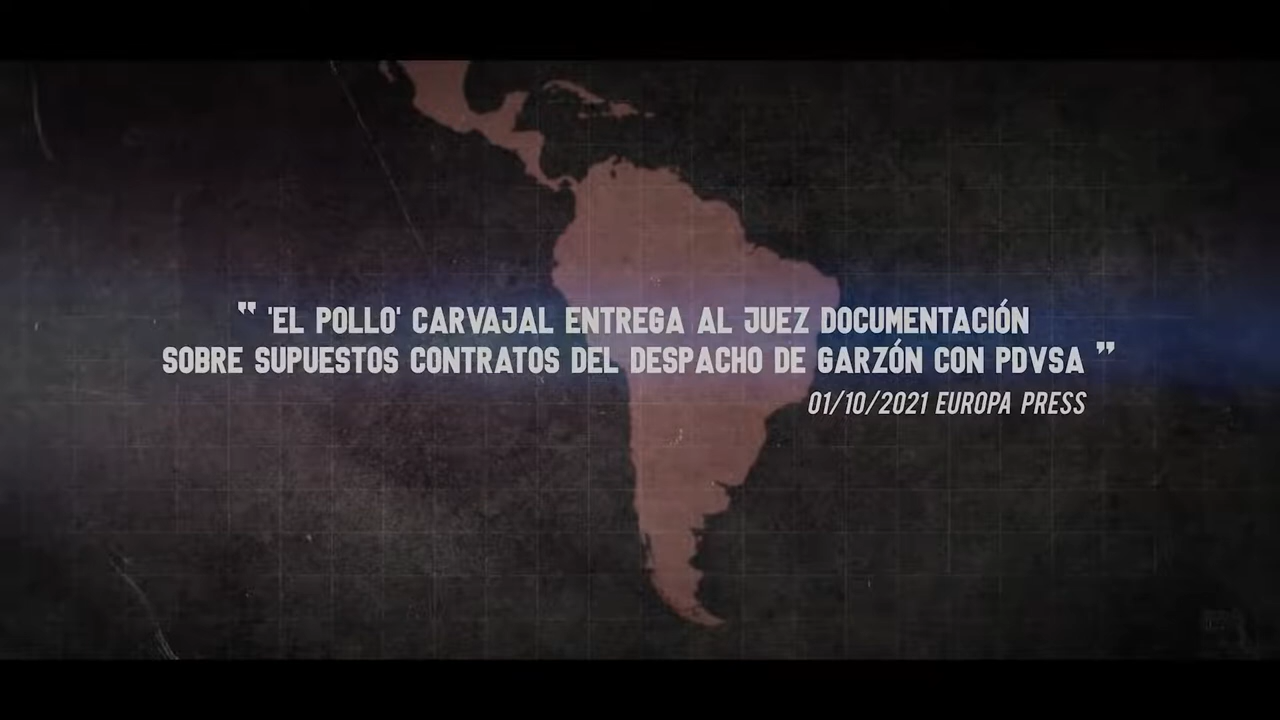 " 'EL POLLO' CARVAJAL ENTREGA AL JUEZ DOCUMENTACIÓN
SOBRE SUPUESTOS CONTRATOS DEL DESPACHO DE GARZÓN CON PDVSA "
01/10/2021 EUROPA PRESS